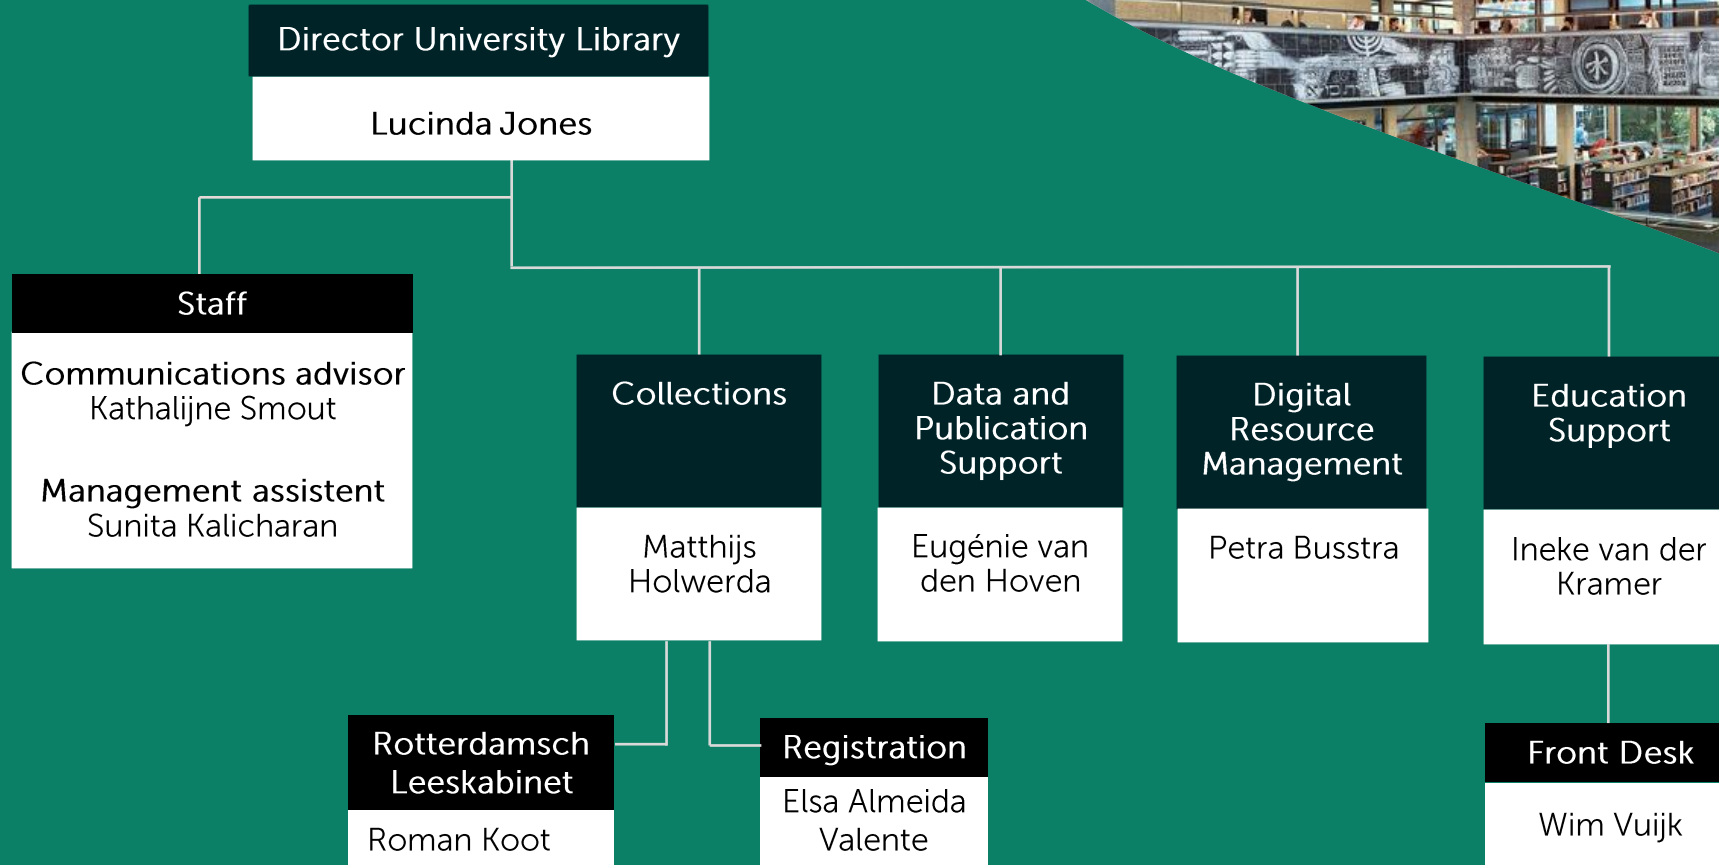 Director University Library
Lucinda Jones
Staff
Communications advisor
Kathalijne Smout
Management assistent
Sunita Kalicharan
Collections
Matthijs
Holwerda
Data and
Publication
Support
Eugénie van
den Hoven
Digital
Resource
Management
Petra Busstra
Education
Support
Ineke van der
Kramer
Rotterdamsch
Leeskabinet
Roman Koot
Registration
Elsa Almeida
Valente
Front Desk
Wim Vuijk